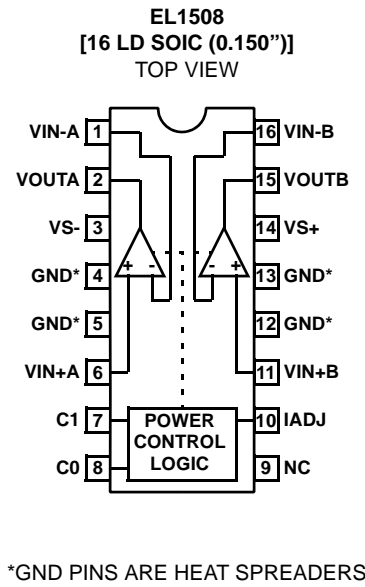 EL1508
[16 LD SOIC (0.150”)]
TOP VIEW
VIN-A 1 16 VIN-B
VOUTA 2 15 VOUTB
VS- 3 14 VS+
+ - - +
GND* 4 13 GND*
GND* 5 12 GND*
VIN+A 6 11 VIN+B
C1 7 POWER 10 IADJ
CONTROL
C0 8 LOGIC 9 NC
*GND PINS ARE HEAT SPREADERS